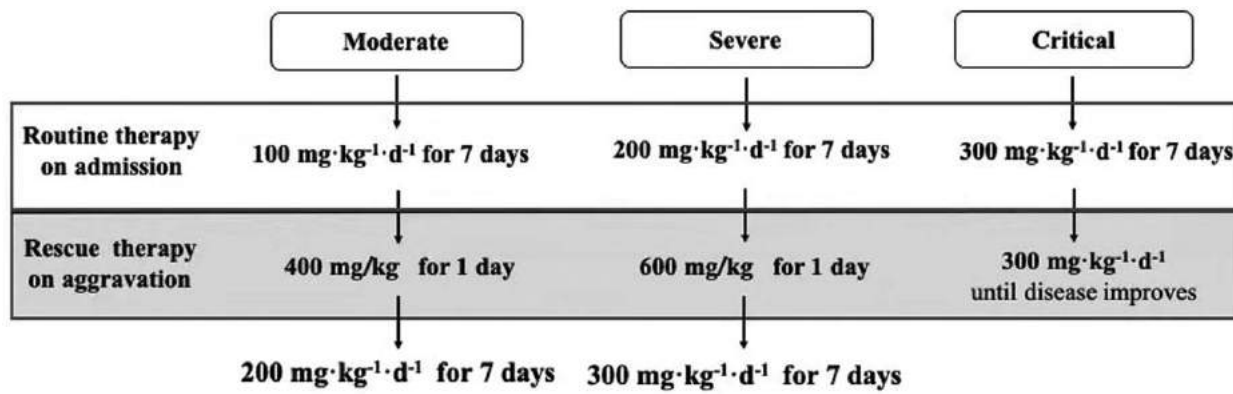 Moderate
Severe
Critical
Routine therapy
on admission
100 mg·kg⁻¹·d⁻¹ for 7 days
200 mg·kg⁻¹·d⁻¹ for 7 days
300 mg·kg⁻¹·d⁻¹ for 7 days
Rescue therapy
on aggravation
400 mg/kg for 1 day
600 mg/kg for 1 day
300 mg·kg⁻¹·d⁻¹
until disease improves
200 mg·kg⁻¹·d⁻¹ for 7 days
300 mg·kg⁻¹·d⁻¹ for 7 days